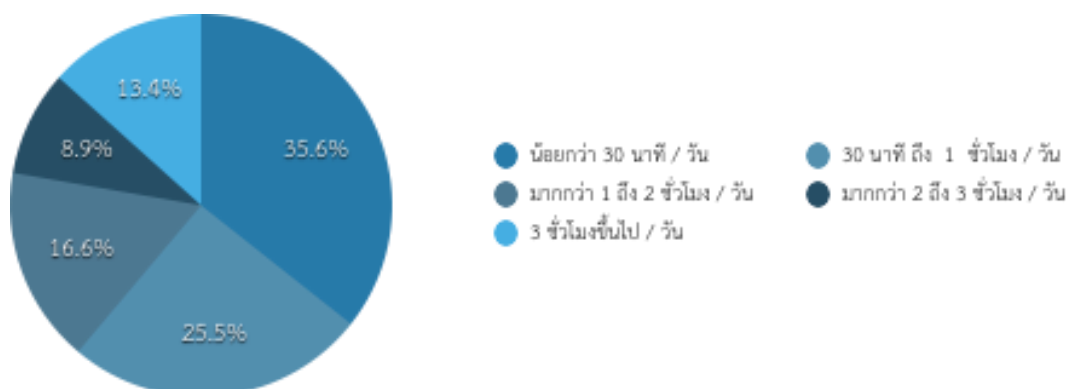 13.4%
8.9%
35.6%
16.6%
25.5%
น้อยกว่า 30 นาที / วัน
30 นาที ถึง 1 ชั่วโมง / วัน
มากกว่า 1 ถึง 2 ชั่วโมง / วัน
มากกว่า 2 ถึง 3 ชั่วโมง / วัน
3 ชั่วโมงขึ้นไป / วัน